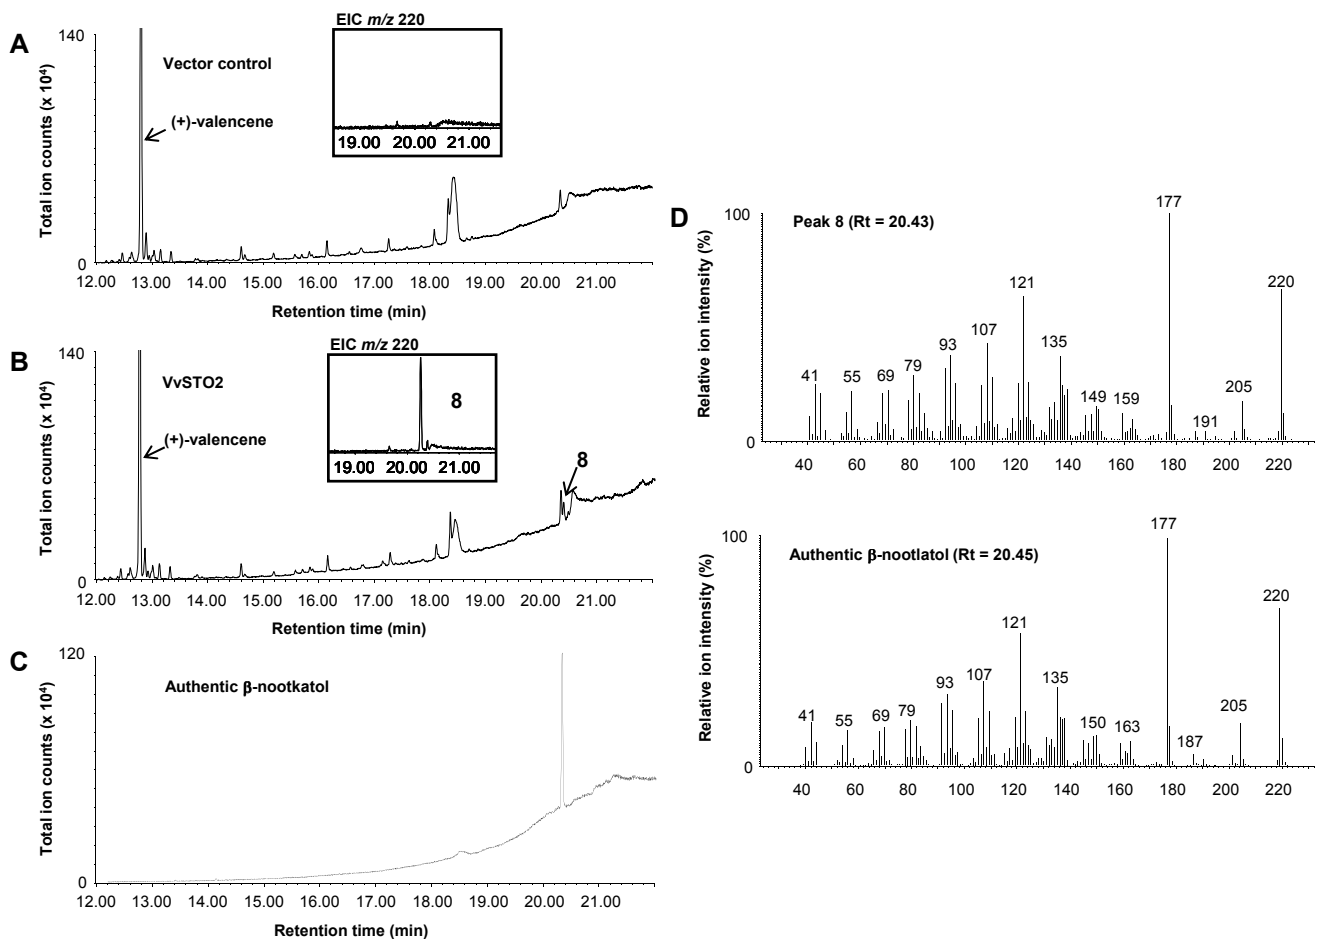 A
Total ion counts (x 10⁴)
140
0
Vector control
(+)-valencene
EIC m/z 220
19.00 20.00 21.00
12.00 13.00 14.00 15.00 16.00 17.00 18.00 19.00 20.00 21.00
Retention time (min)
B
Total ion counts (x 10⁴)
140
0
VvSTO2
(+)-valencene
EIC m/z 220
8
19.00 20.00 21.00
8
12.00 13.00 14.00 15.00 16.00 17.00 18.00 19.00 20.00 21.00
Retention time (min)
C
Total ion counts (x 10⁴)
120
0
Authentic β-nootkatol
12.00 13.00 14.00 15.00 16.00 17.00 18.00 19.00 20.00 21.00
Retention time (min)
D
Relative ion intensity (%)
100
0
Peak 8 (Rt = 20.43)
41 55 69 79 93 107 121 135 149 159 177 191 205 220
40 60 80 100 120 140 160 180 200 220
Relative ion intensity (%)
100
0
Authentic β-nootlatol (Rt = 20.45)
41 55 69 79 93 107 121 135 150 163 177 187 205 220
40 60 80 100 120 140 160 180 200 220